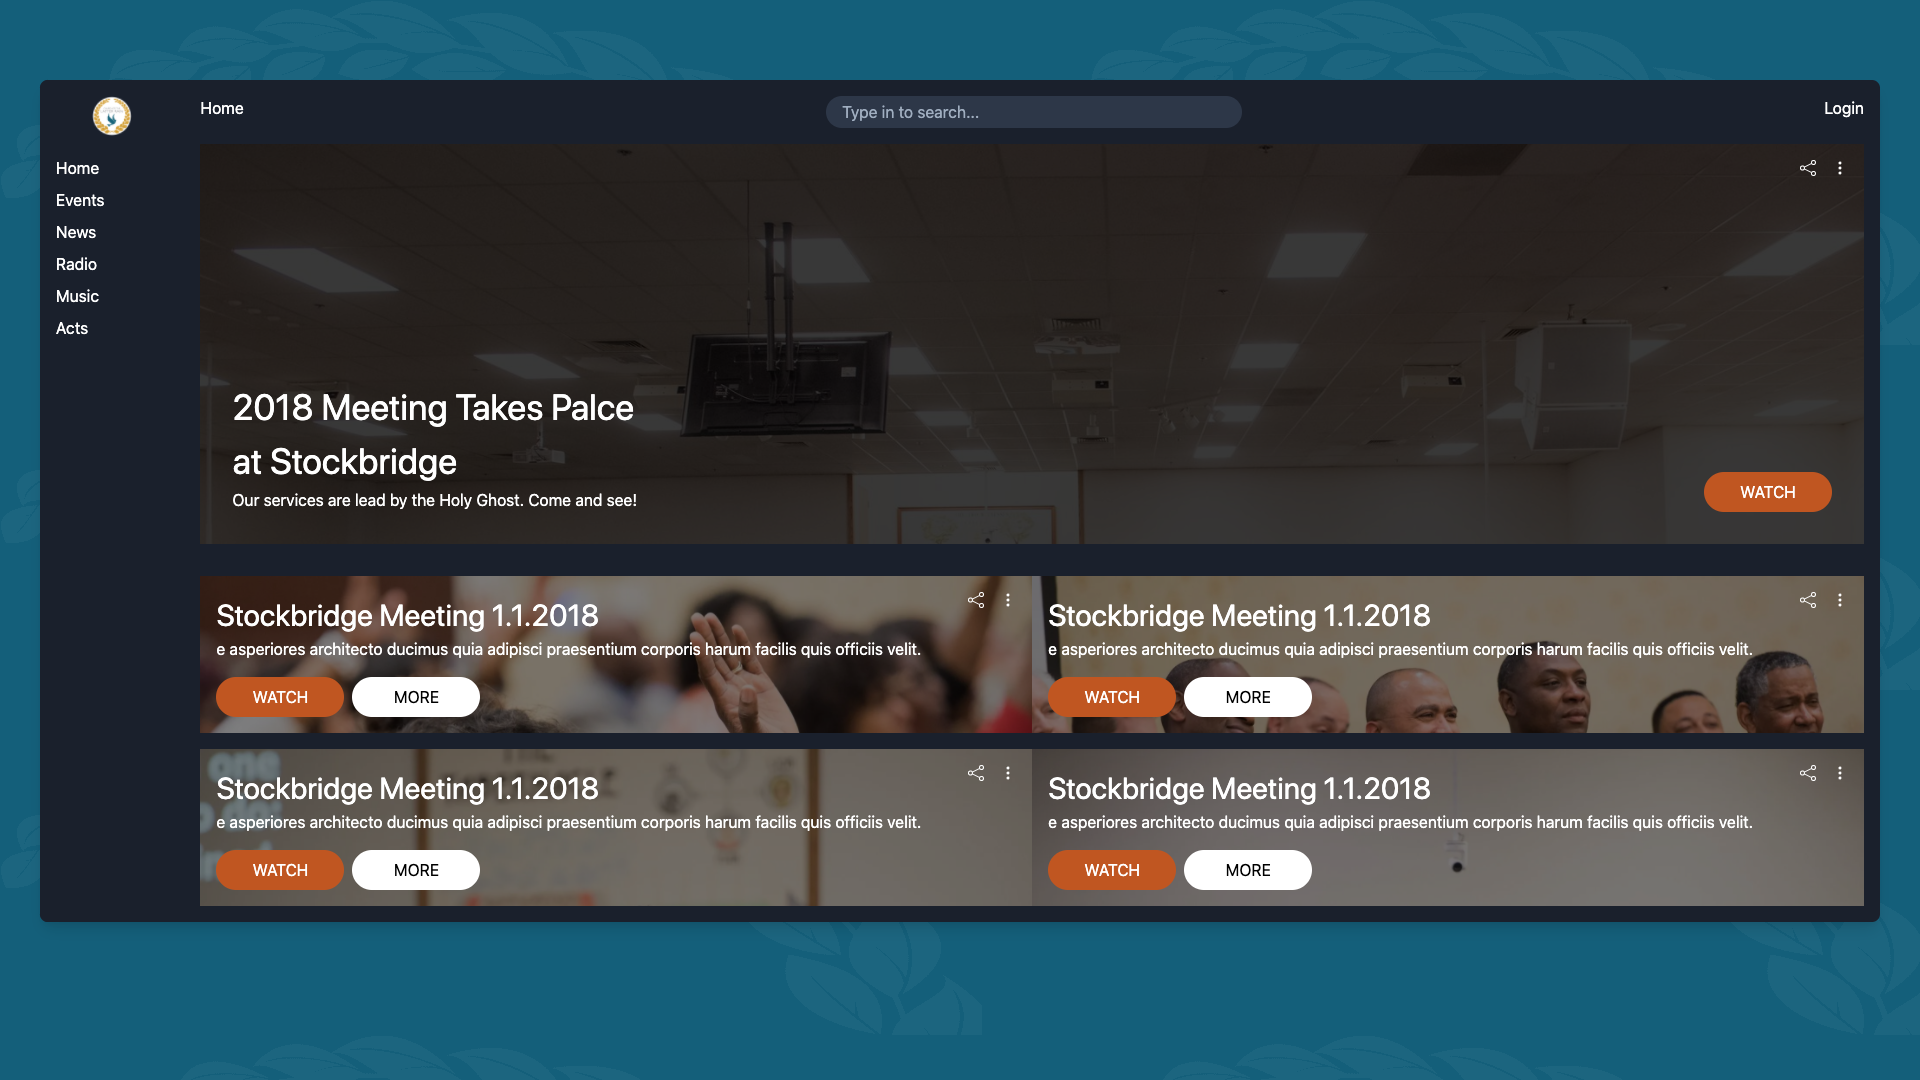 Home
Login
Home
Events
News
Radio
Music
Acts
Type in to search...
2018 Meeting Takes Palce
at Stockbridge
Our services are lead by the Holy Ghost. Come and see!
WATCH
Stockbridge Meeting 1.1.2018
e asperiores architecto ducimus quia adipisci praesentium corporis harum facilis quis officiis velit.
WATCH
MORE
Stockbridge Meeting 1.1.2018
e asperiores architecto ducimus quia adipisci praesentium corporis harum facilis quis officiis velit.
WATCH
MORE
one
Stockbridge Meeting 1.1.2018
e asperiores architecto ducimus quia adipisci praesentium corporis harum facilis quis officiis velit.
WATCH
MORE
Stockbridge Meeting 1.1.2018
e asperiores architecto ducimus quia adipisci praesentium corporis harum facilis quis officiis velit.
WATCH
MORE